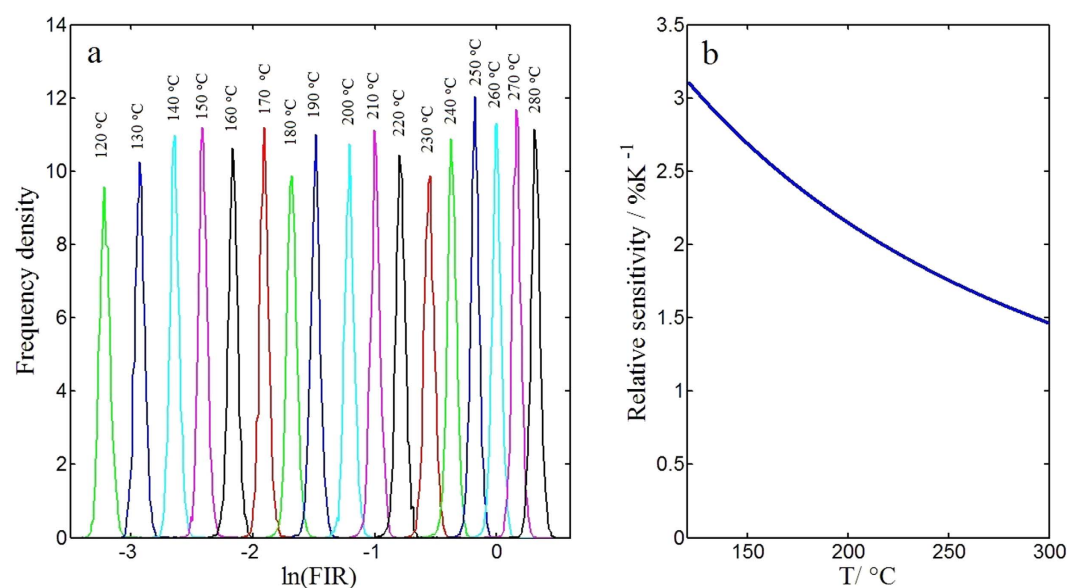 a
14
12
10
8
6
4
2
0
Frequency density
120 °C
130 °C
140 °C
150 °C
160 °C
170 °C
180 °C
190 °C
200 °C
210 °C
220 °C
230 °C
240 °C
250 °C
260 °C
270 °C
280 °C
-3 -2 -1 0
ln(FIR)
b
3.5
3
2.5
2
1.5
1
0.5
0
Relative sensitivity / %K⁻¹
150 200 250 300
T/ °C